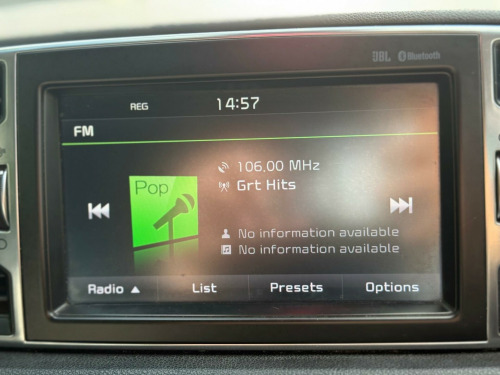 JBL Bluetooth
REG 14:57
FM
106.00 MHz
Pop
Grt Hits
No information available
No information available
Radio ▲ List Presets Options